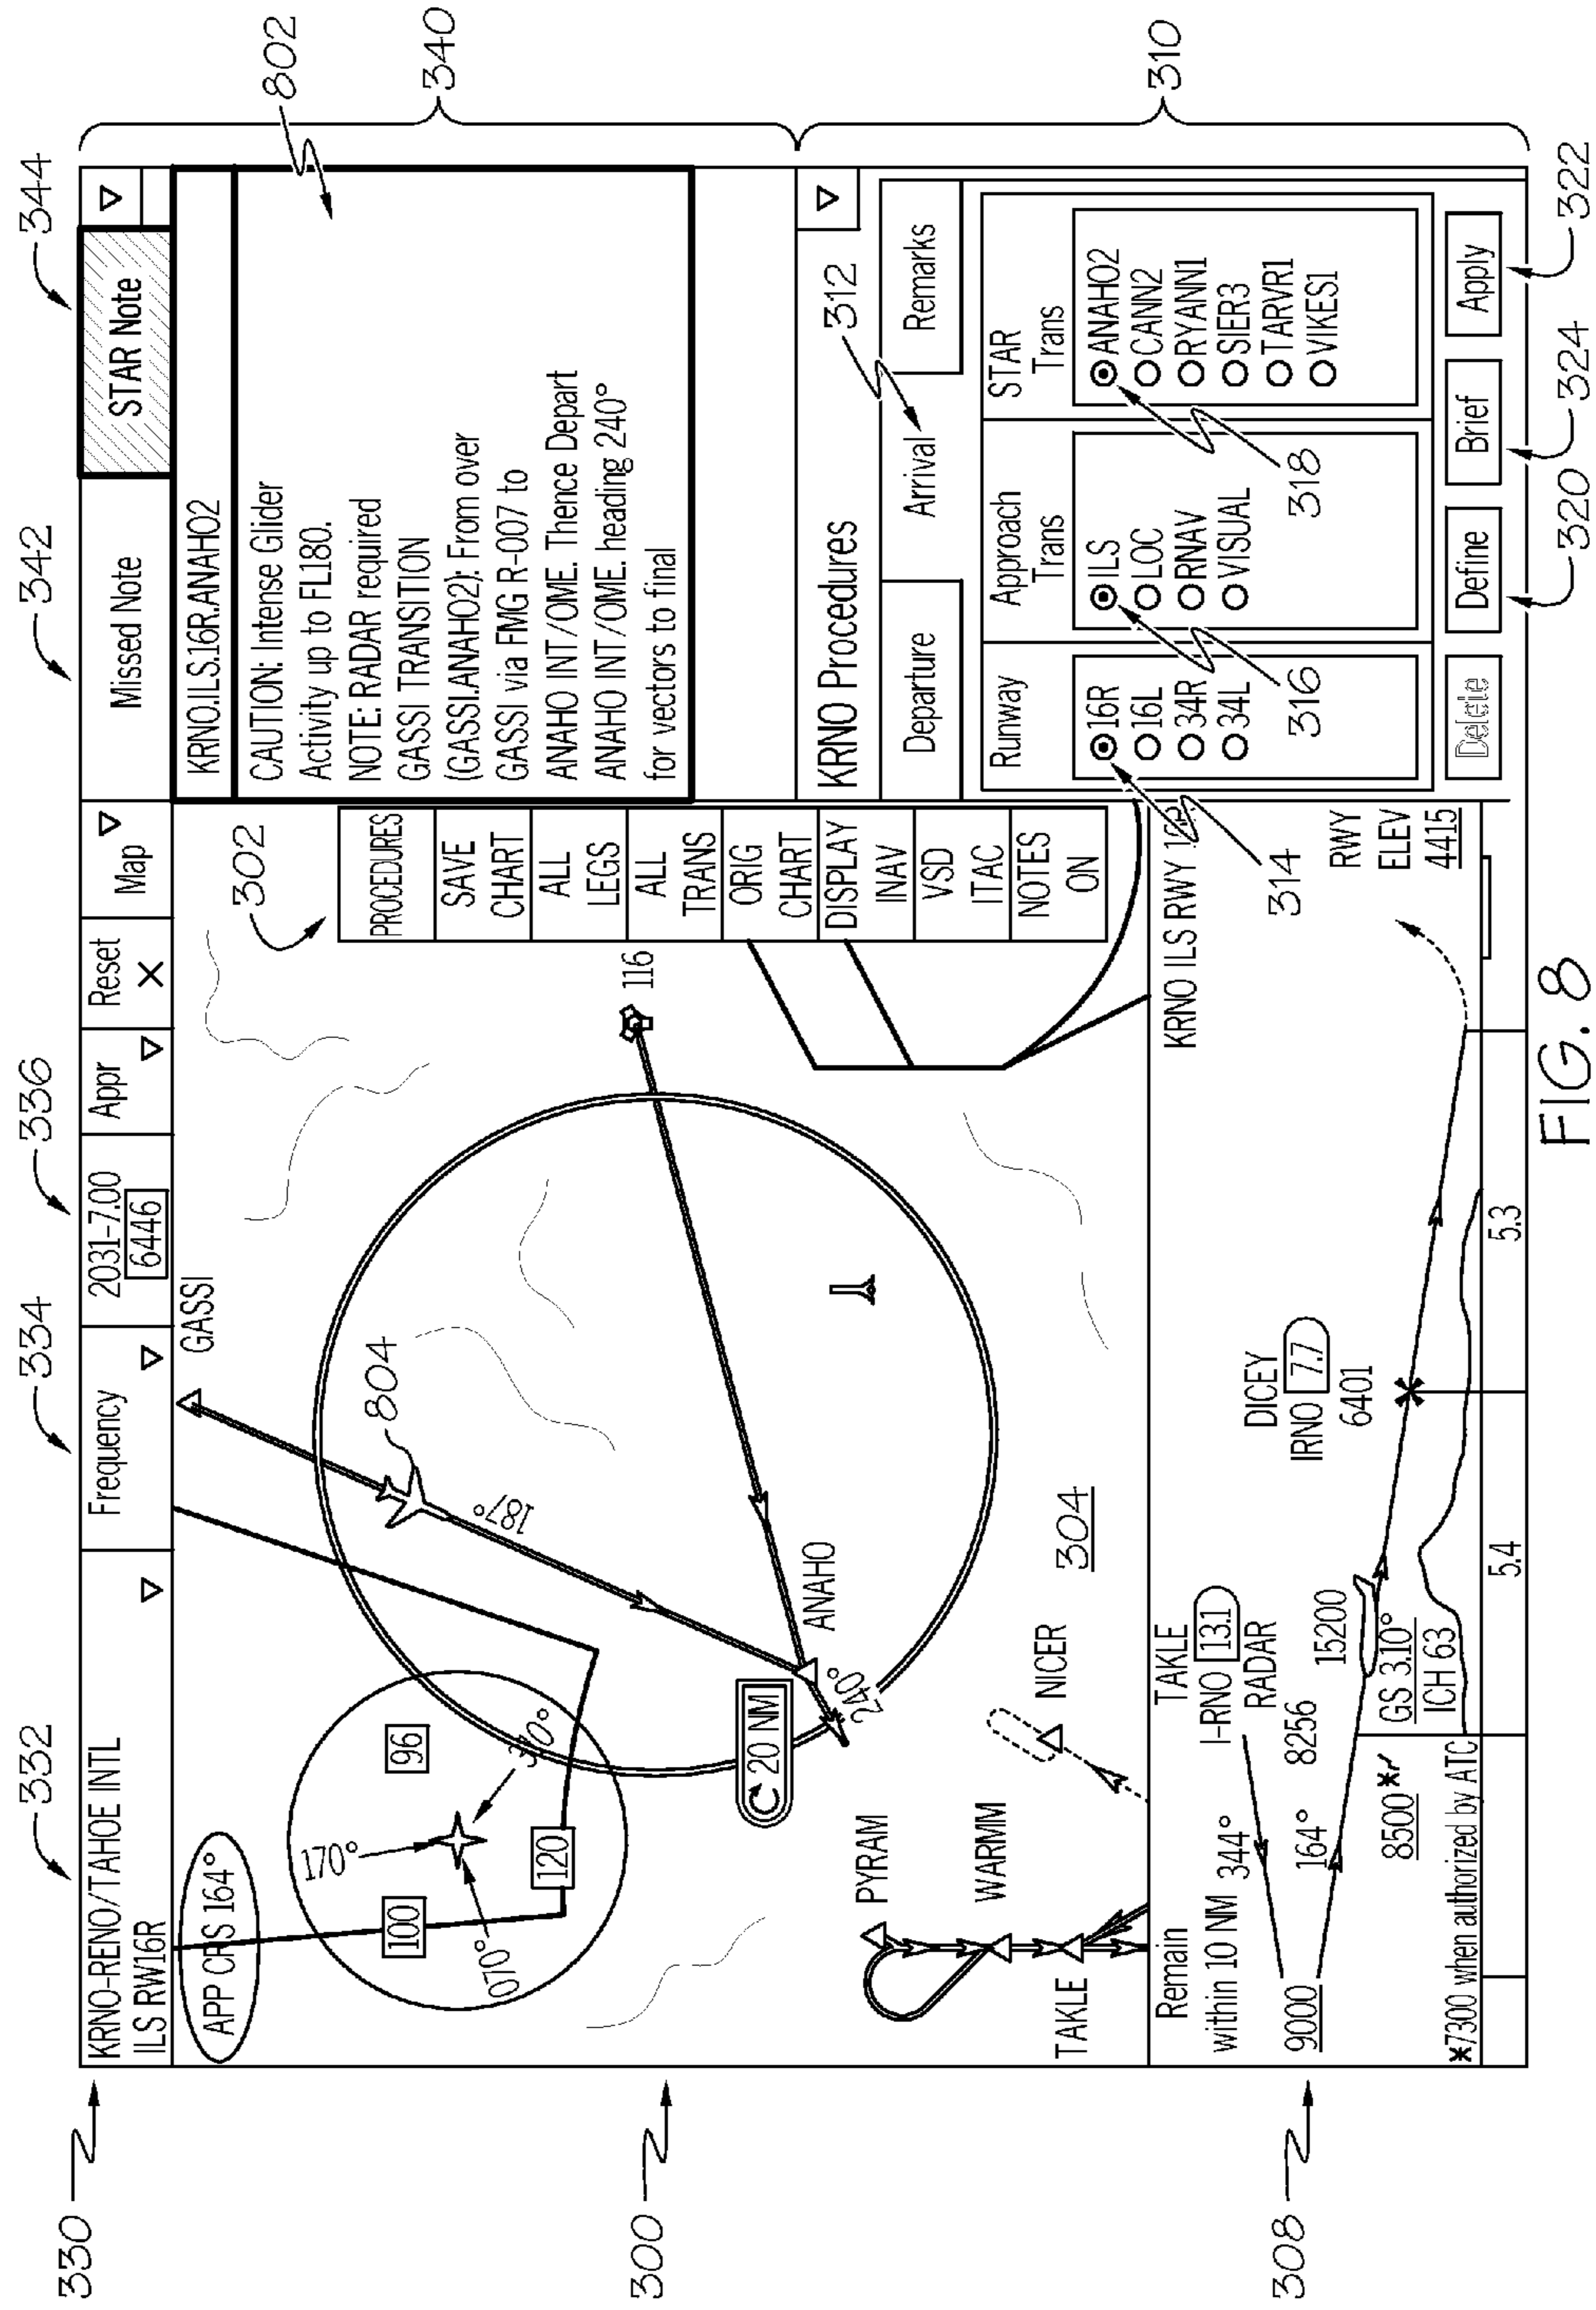 330
332
334
336
342
344
KRNO-RENO/TAHOE INTL
ILS RW16R
Frequency
2031-7.00
6446
Appr
Reset
X
Map
Missed Note
STAR Note
APP CRS 164°
170°
100
96
310°
070°
120
GASSI
804
187°
116
20 NM
ANAHO
240°
PYRAM
WARMM
TAKLE
NICER
304
300
302
PROCEDURES
SAVE
CHART
ALL
LEGS
ALL
TRANS
ORIG
CHART
DISPLAY
INAV
VSD
ITAC
NOTES
ON
KRNO.ILS.16R.ANAHO2
CAUTION: Intense Glider
Activity up to FL180.
NOTE: RADAR required
GASSI TRANSITION
(GASSI.ANAHO2): From over
GASSI via FMG R-007 to
ANAHO INT/OME. Thence Depart
ANAHO INT/OME. heading 240°
for vectors to final
802
340
KRNO Procedures
312
Departure
Arrival
Remarks
Runway
16R
16L
34R
34L
Approach
Trans
ILS
LOC
RNAV
VISUAL
STAR
Trans
ANAHO2
CANN2
RYANN1
SIER3
TARVR1
VIKES1
314
316
318
Delete
Define
Brief
Apply
320
324
322
310
308
Remain
within 10 NM
TAKLE
I-RNO 13.1
RADAR
344°
164°
8256
9000
15200
8500*
GS 3.10°
ICH 63
*7300 when authorized by ATC
DICEY
IRNO 7.7
6401
KRNO ILS RWY
RWY
ELEV
4415
5.4
5.3
FIG. 8